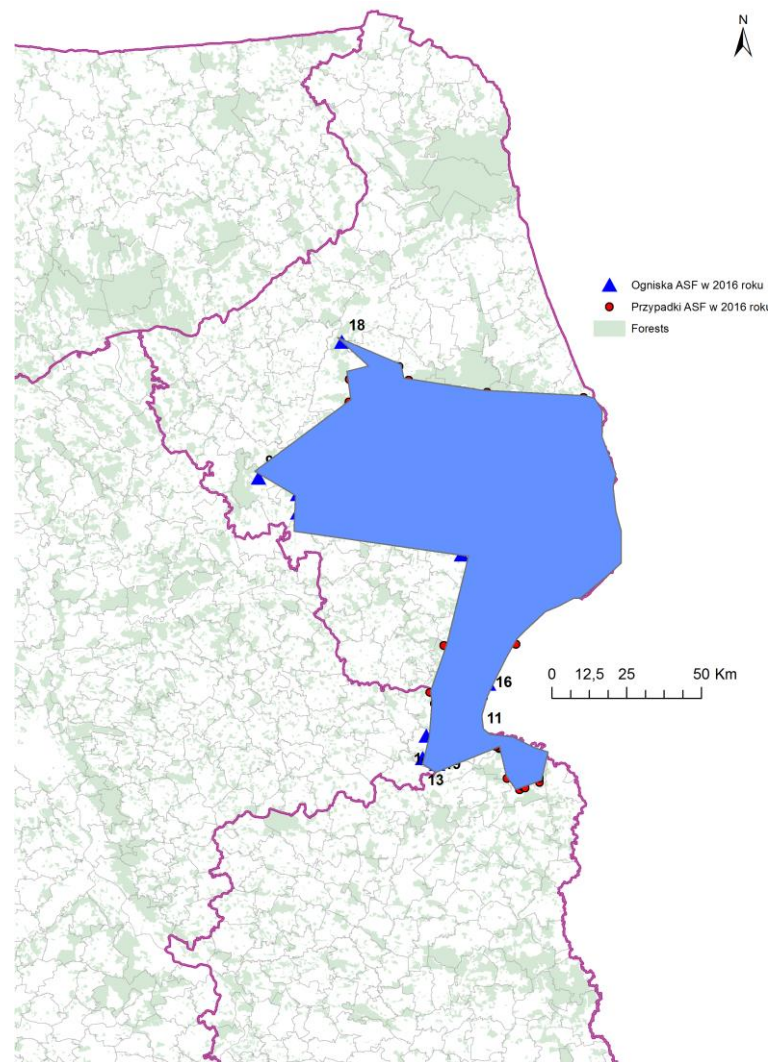 N
Ogniska ASF w 2016 roku
Przypadki ASF w 2016 roku
Forests
18
0 12,5 25 50 Km
16
11
13